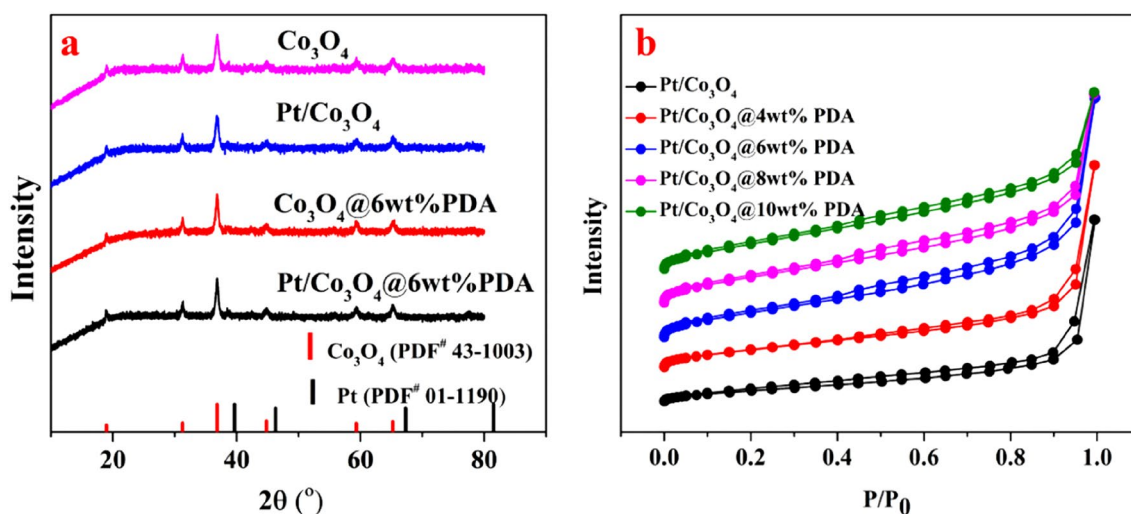 a
Co₃O₄
Pt/Co₃O₄
Co₃O₄@6wt%PDA
Pt/Co₃O₄@6wt%PDA
Co₃O₄ (PDF# 43-1003)
Pt (PDF# 01-1190)
Intensity
20 40 60 80
2θ (°)
b
Pt/Co₃O₄
Pt/Co₃O₄@4wt% PDA
Pt/Co₃O₄@6wt% PDA
Pt/Co₃O₄@8wt% PDA
Pt/Co₃O₄@10wt% PDA
Intensity
0.0 0.2 0.4 0.6 0.8 1.0
P/P₀